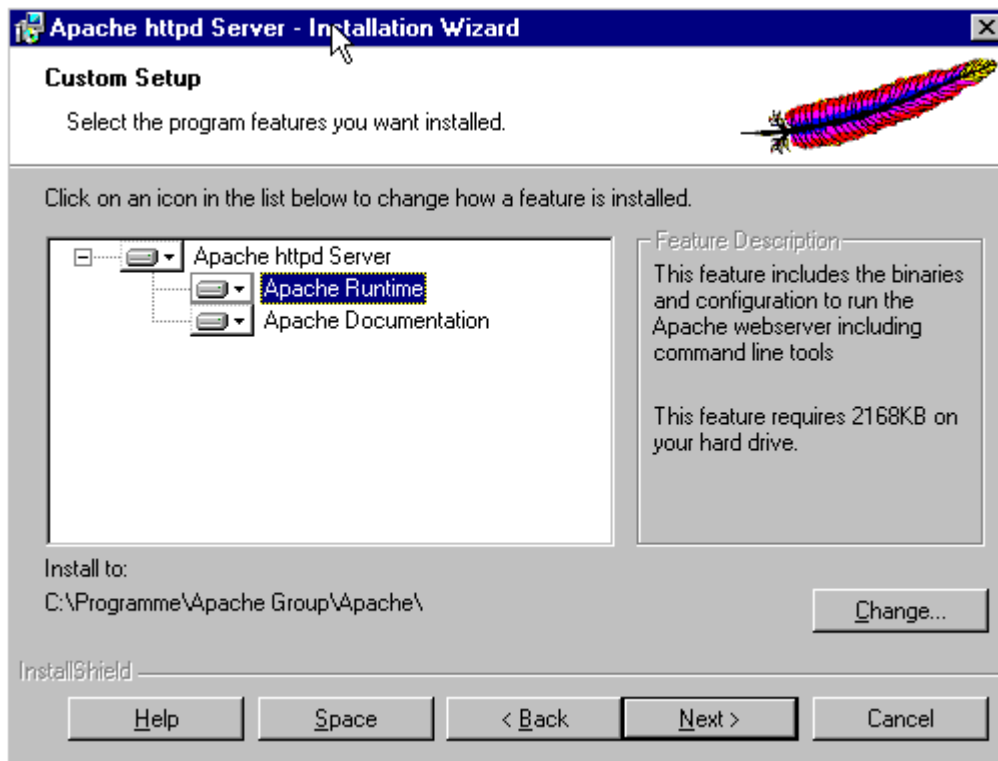 Apache httpd Server - Installation Wizard
Custom Setup
Select the program features you want installed.
Click on an icon in the list below to change how a feature is installed.
Apache httpd Server
Apache Runtime
Apache Documentation
Feature Description
This feature includes the binaries
and configuration to run the
Apache webserver including
command line tools
This feature requires 2168KB on
your hard drive.
Install to:
C:\Programme\Apache Group\Apache\
Change...
InstallShield
Help
Space
< Back
Next >
Cancel